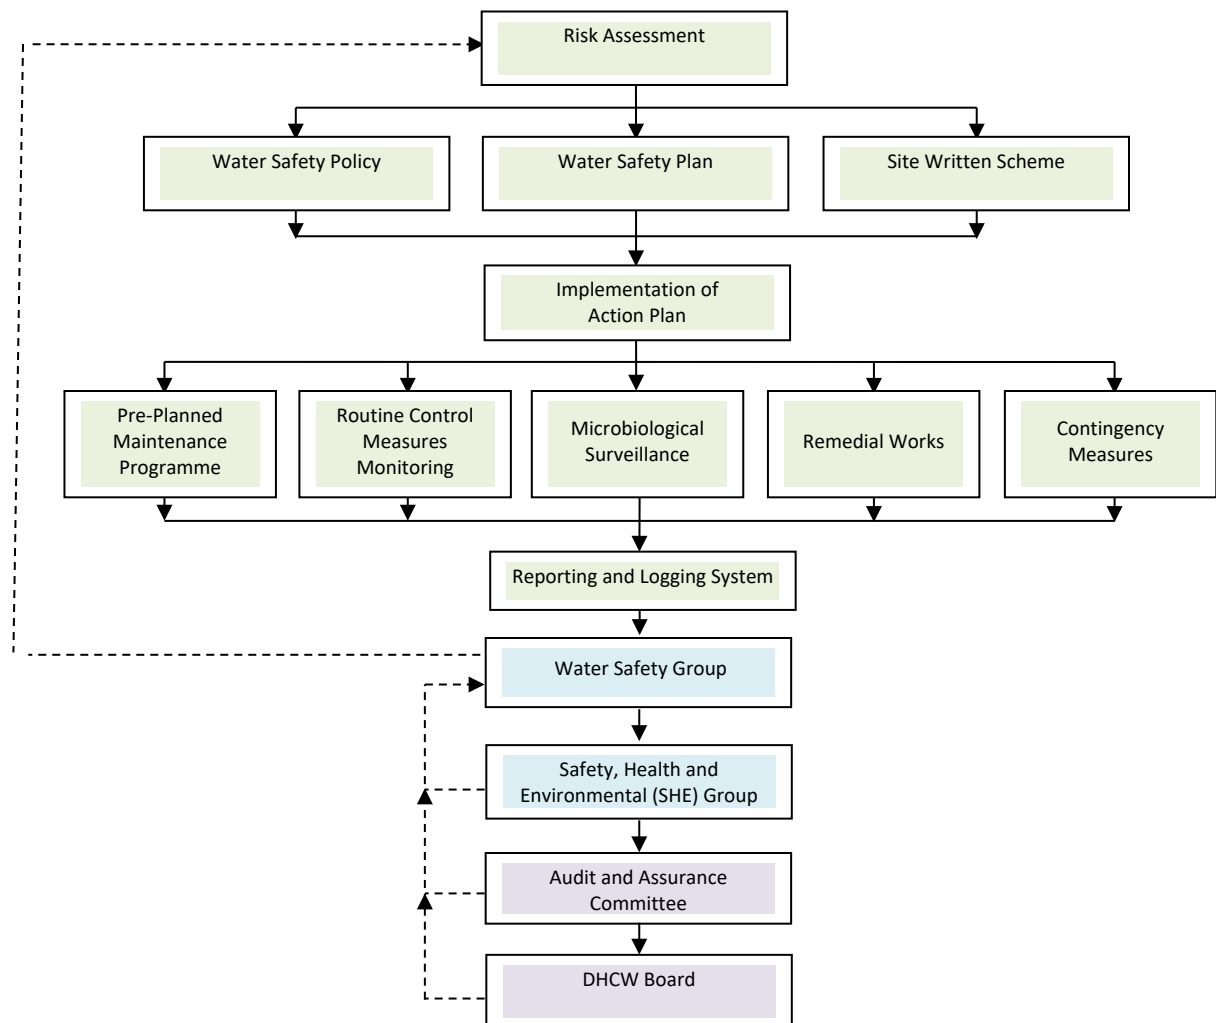 Risk Assessment
Water Safety Policy
Water Safety Plan
Site Written Scheme
Implementation of
Action Plan
Pre-Planned
Maintenance
Programme
Routine Control
Measures
Monitoring
Microbiological
Surveillance
Remedial Works
Contingency
Measures
Reporting and Logging System
Water Safety Group
Safety, Health and
Environmental (SHE) Group
Audit and Assurance
Committee
DHCW Board